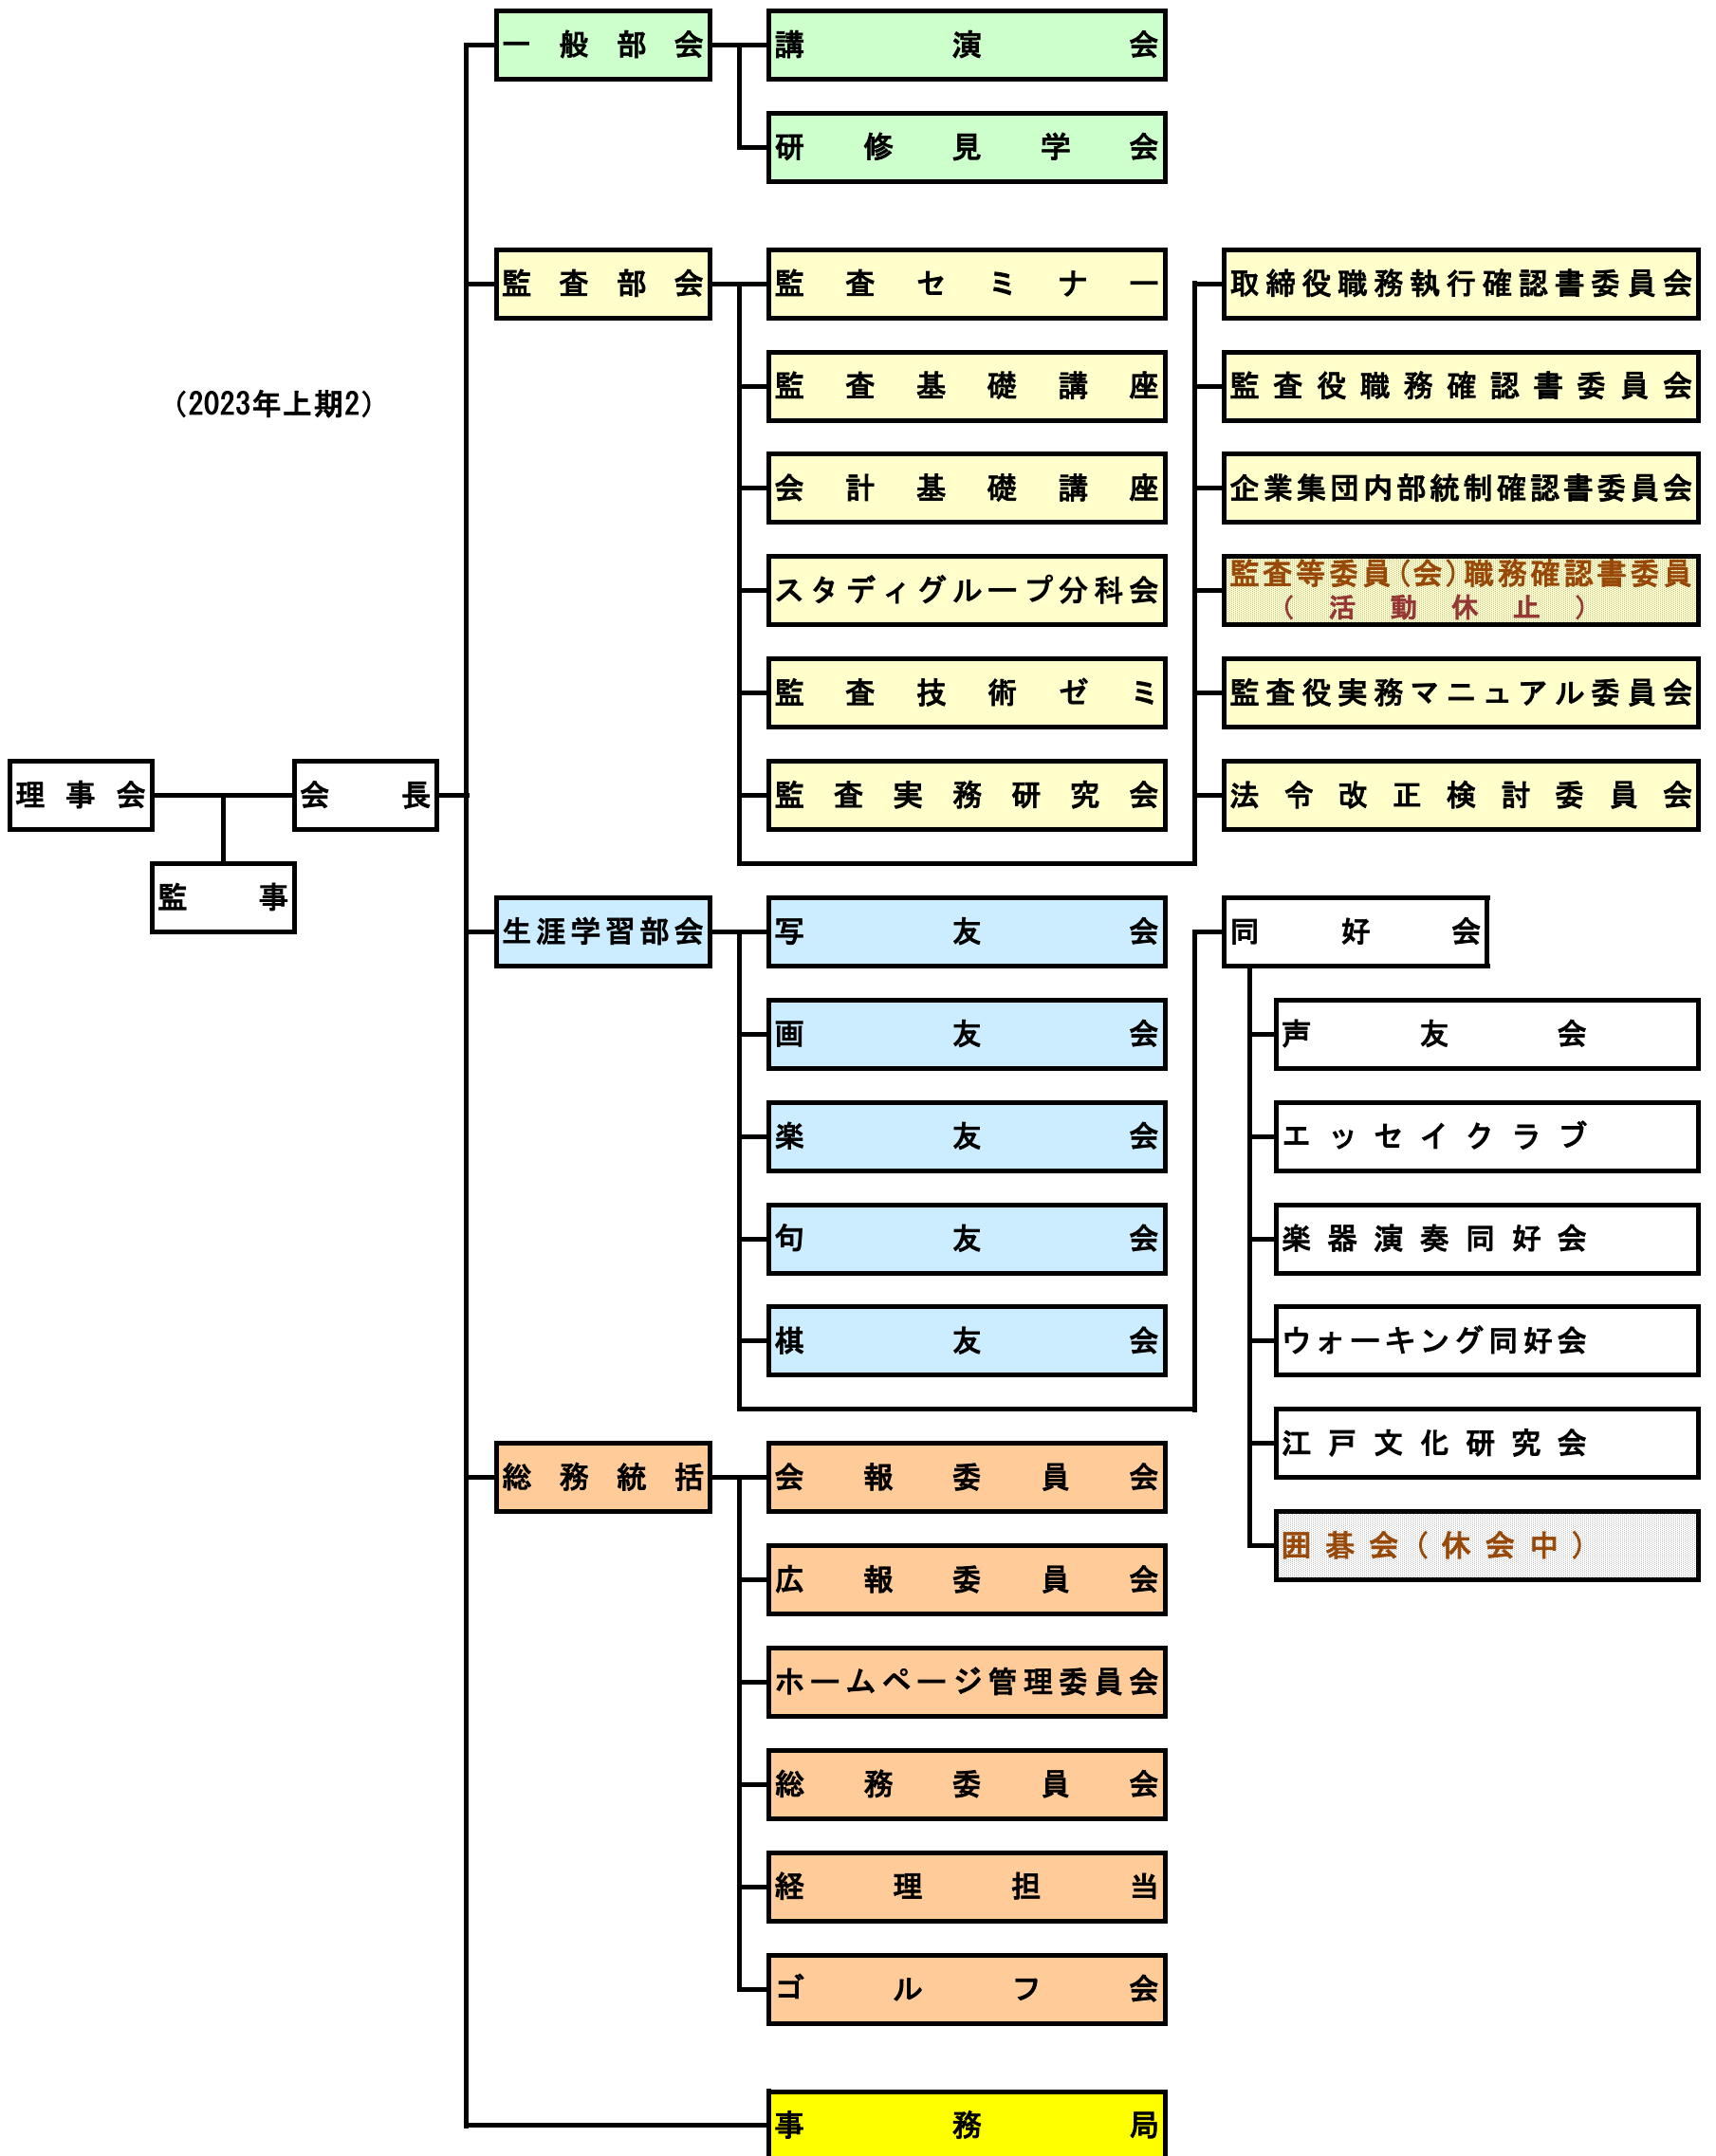 一般部会
講演会
研修見学会
監査部会
監査セミナー
取締役職務執行確認書委員会
監査基礎講座
監査役職務確認書委員会
（2023年上期2）
会計基礎講座
企業集団内部統制確認書委員会
スタディグループ分科会
監査等委員（会）職務確認書委員
（活動休止）
監査技術ゼミ
監査役実務マニュアル委員会
理事会
会長
監査実務研究会
法令改正検討委員会
監事
生涯学習部会
写友会
同好会
画友会
声友会
楽友会
エッセイクラブ
句友会
楽器演奏同好会
棋友会
ウォーキング同好会
江戸文化研究会
総務統括
会報委員会
囲碁会（休会中）
広報委員会
ホームページ管理委員会
総務委員会
経理担当
ゴルフ会
事務局